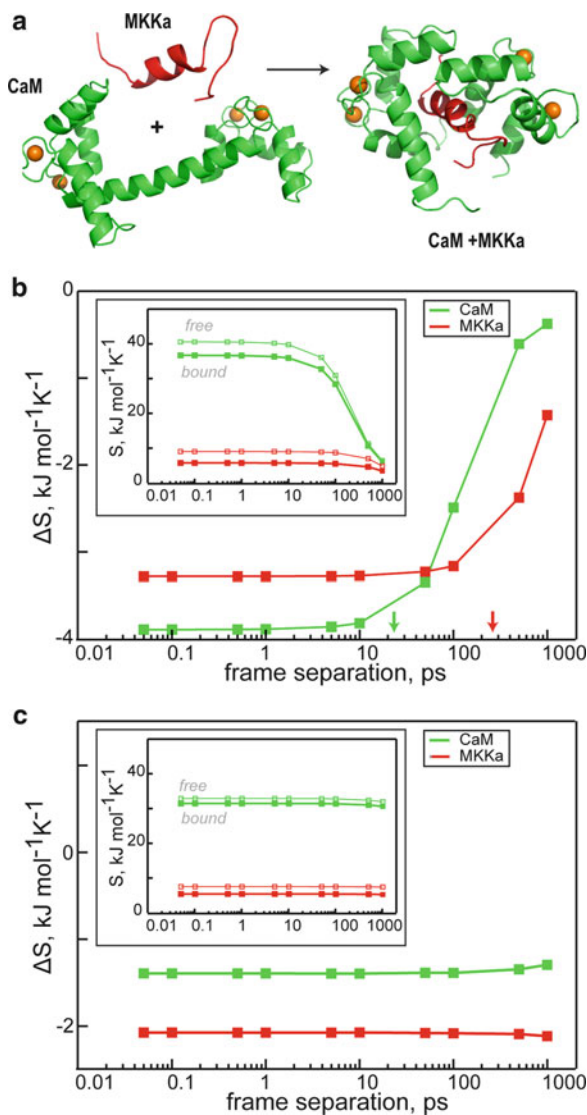 a
MKKa
CaM
+
CaM +MKKa
b
0
-2
-4
ΔS, kJ mol⁻¹K⁻¹
CaM
MKKa
free
bound
40
20
0
S, kJ mol⁻¹K⁻¹
0.01 0.1 1 10 100 1000
0.01 0.1 1 10 100 1000
frame separation, ps
c
0
-2
ΔS, kJ mol⁻¹K⁻¹
CaM
MKKa
free
bound
40
20
0
S, kJ mol⁻¹K⁻¹
0.01 0.1 1 10 100 1000
0.01 0.1 1 10 100 1000
frame separation, ps